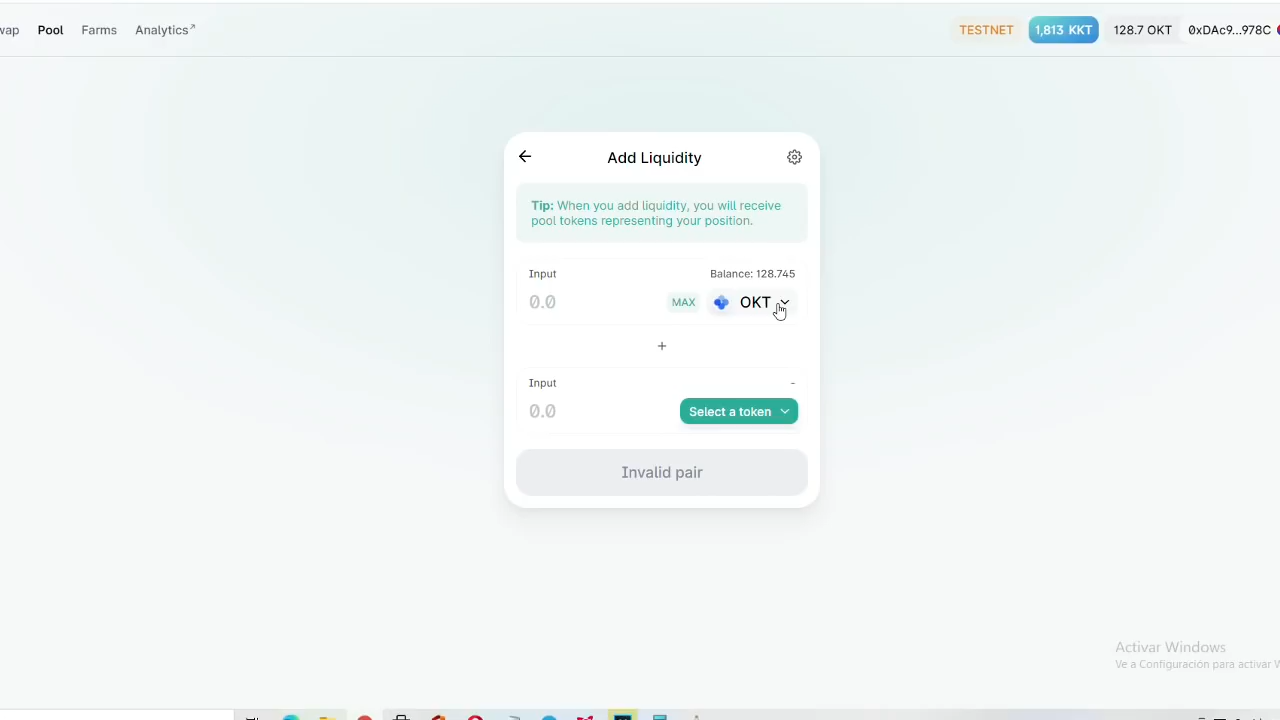 Pool Farms Analytics↗ TESTNET 1,813 KKT 128.7 OKT 0xDAc9...978C
Add Liquidity
Tip: When you add liquidity, you will receive
pool tokens representing your position.
Input Balance: 128.745
0.0 MAX OKT
+
Input -
0.0 Select a token
Invalid pair
Activar Windows
Ve a Configuración para activar